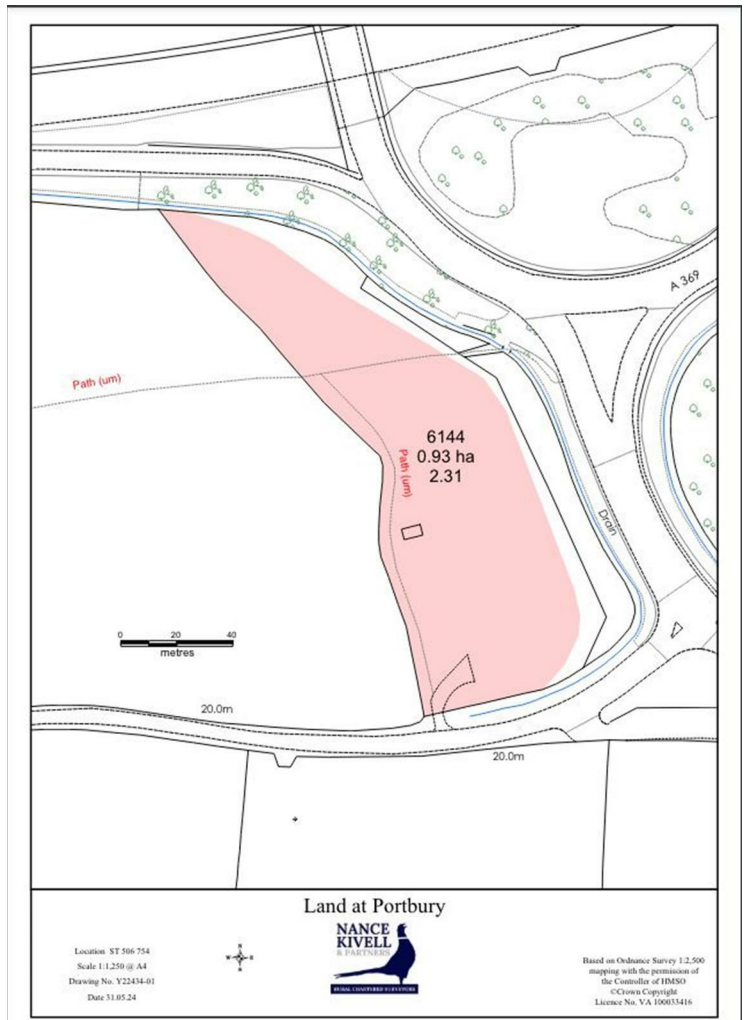 A 369
Path (um)
6144
0.93 ha
2.31
Path (um)
Drain
0 20 40
metres
20.0m
20.0m
Land at Portbury
NANCE
KIVELL
& PARTNERS
RURAL CHARTERED SURVEYORS
Location ST 506 754
Scale 1:1,250 @ A4
Drawing No. Y22434-01
Date 31.05.24
N
W E
S
Based on Ordnance Survey 1:2,500
mapping with the permission of
the Controller of HMSO
©Crown Copyright
Licence No. VA 100033416